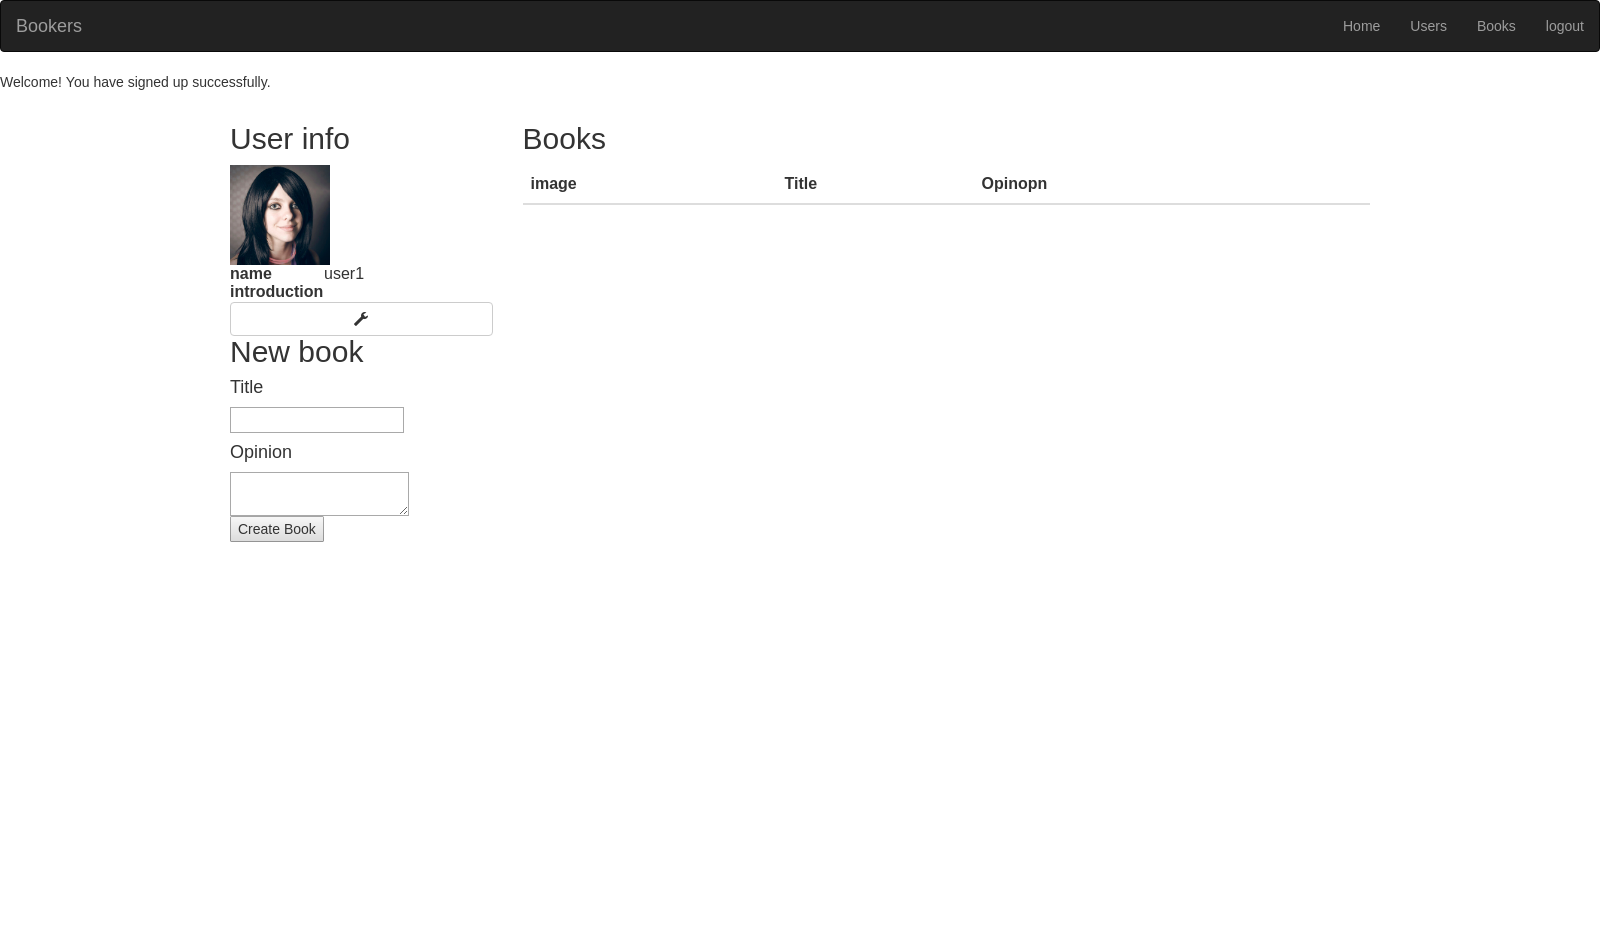 Bookers Home Users Books logout
Welcome! You have signed up successfully.
User info
name user1
introduction
New book
Title
Opinion
Create Book
Books
image Title Opinopn